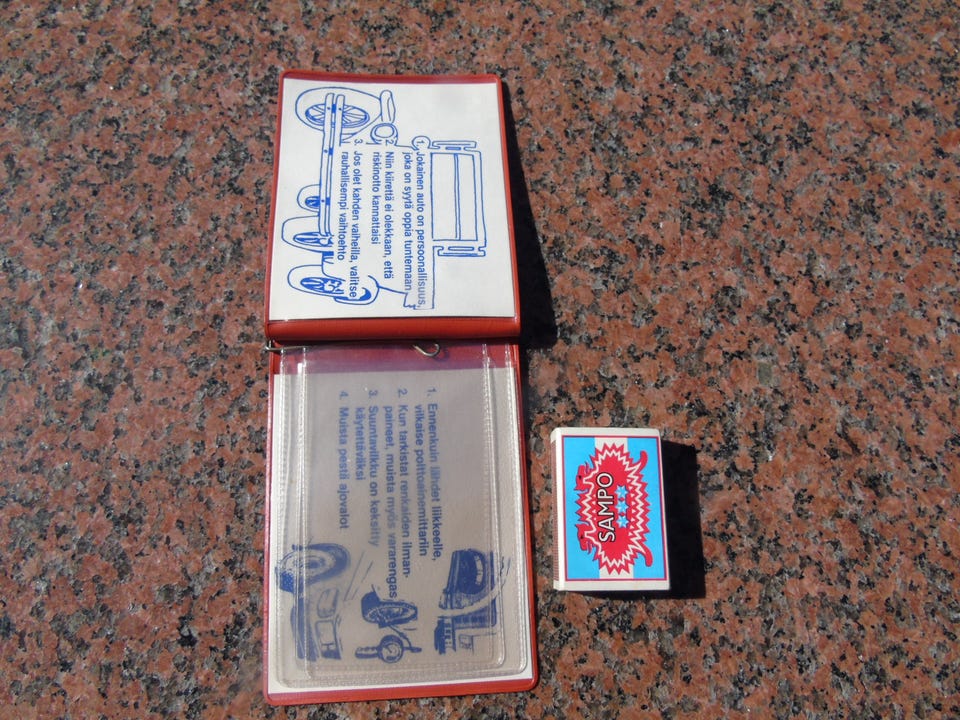 1. Jokainen auto on persoonallisuus,
joka on syytä oppia tuntemaan
2. Niin kiirettä ei olekkaan, että
riskinotto kannattaisi
3. Jos olet kahden vaiheilla, valitse
rauhallisempi vaihtoehto
1. Ennenkuin lähdet liikkeelle,
vilkaise polttoainemittariin
2. Kun tarkistat renkaiden ilman-
paineet, muista myös vararengas
3. Suuntavilkku on keksitty
käytettäväksi
4. Muista pestä ajovalot
SAMPO